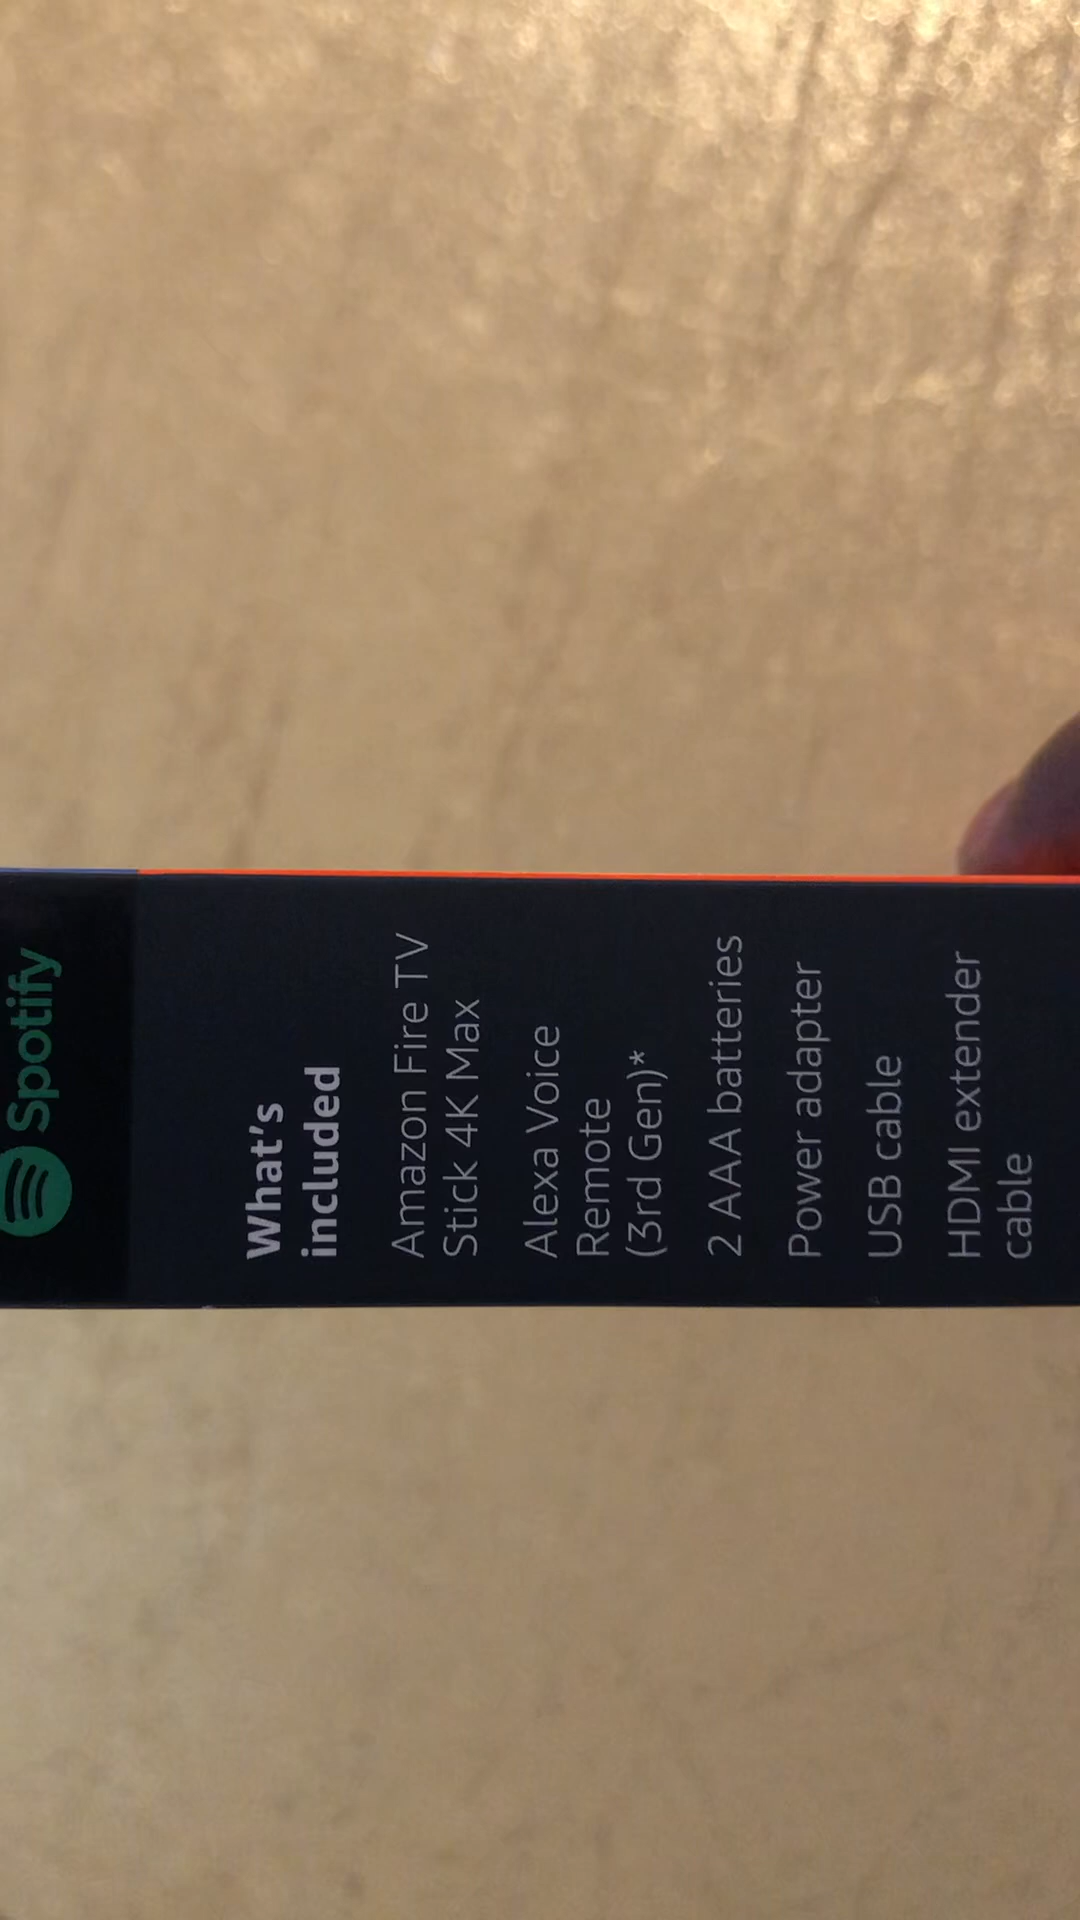 Spotify
What's
included
Amazon Fire TV
Stick 4K Max
Alexa Voice
Remote
(3rd Gen)*
2 AAA batteries
Power adapter
USB cable
HDMI extender
cable